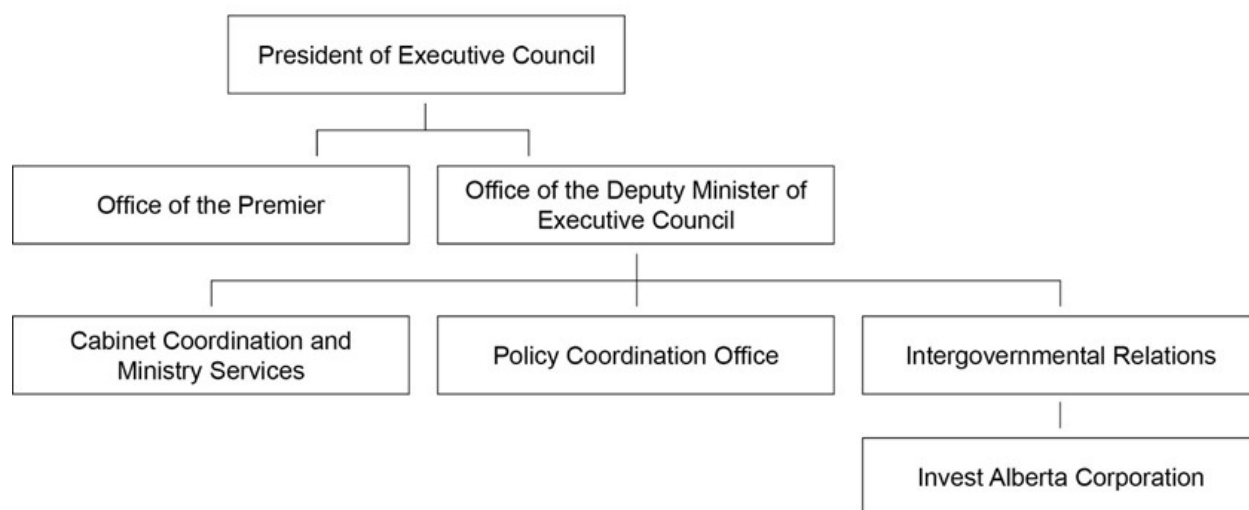 President of Executive Council
Office of the Premier
Office of the Deputy Minister of
Executive Council
Cabinet Coordination and
Ministry Services
Policy Coordination Office
Intergovernmental Relations
Invest Alberta Corporation